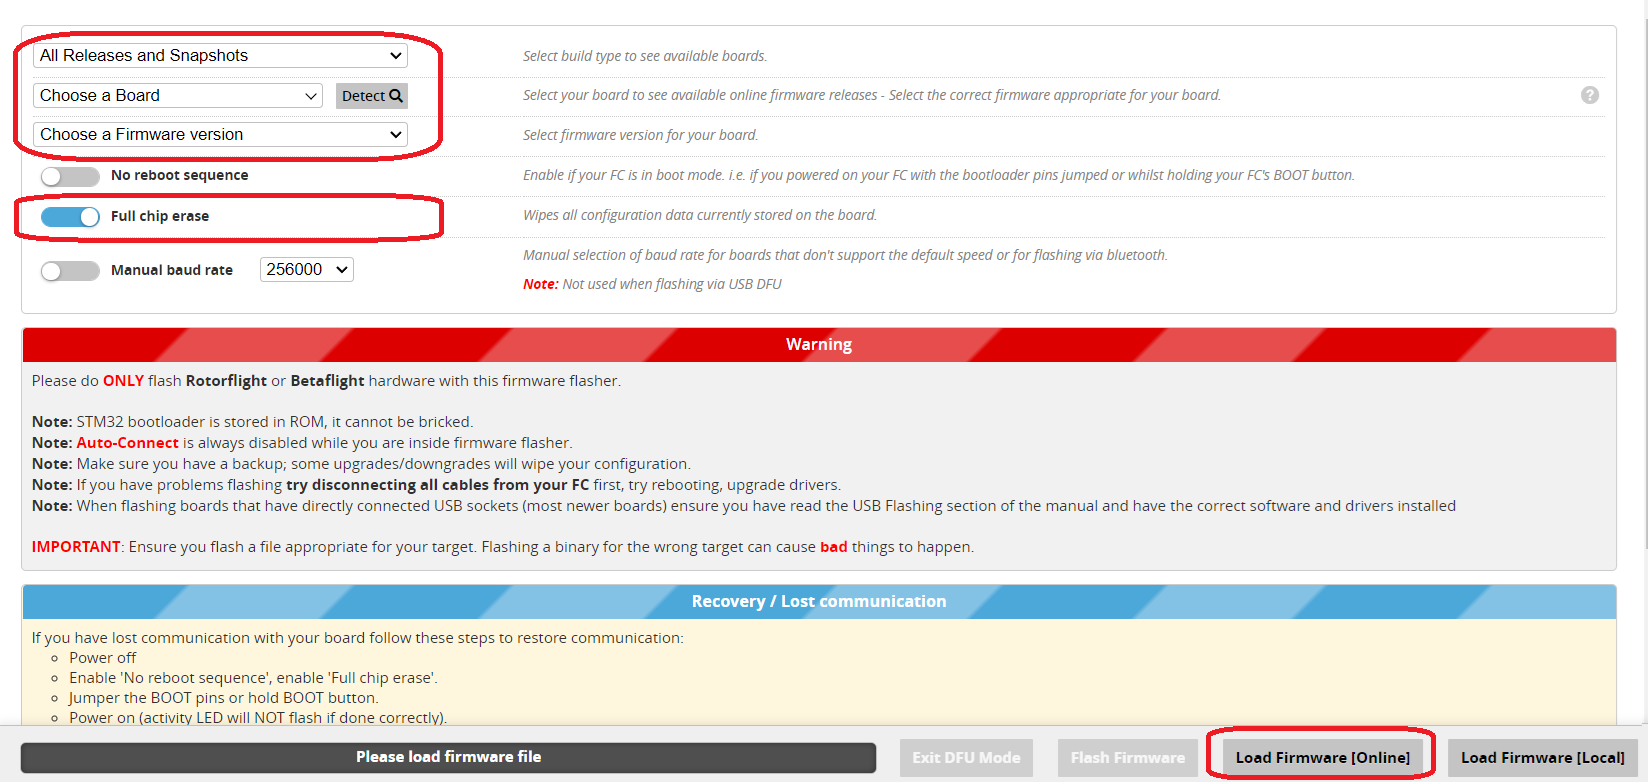 All Releases and Snapshots
Select build type to see available boards.
Choose a Board
Detect
Select your board to see available online firmware releases - Select the correct firmware appropriate for your board.
?
Choose a Firmware version
Select firmware version for your board.
No reboot sequence
Enable if your FC is in boot mode. i.e. if you powered on your FC with the bootloader pins jumped or whilst holding your FC's BOOT button.
Full chip erase
Wipes all configuration data currently stored on the board.
Manual baud rate
256000
Manual selection of baud rate for boards that don't support the default speed or for flashing via bluetooth.
Note: Not used when flashing via USB DFU
Warning
Please do ONLY flash Rotorflight or Betaflight hardware with this firmware flasher.
Note: STM32 bootloader is stored in ROM, it cannot be bricked.
Note: Auto-Connect is always disabled while you are inside firmware flasher.
Note: Make sure you have a backup; some upgrades/downgrades will wipe your configuration.
Note: If you have problems flashing try disconnecting all cables from your FC first, try rebooting, upgrade drivers.
Note: When flashing boards that have directly connected USB sockets (most newer boards) ensure you have read the USB Flashing section of the manual and have the correct software and drivers installed
IMPORTANT: Ensure you flash a file appropriate for your target. Flashing a binary for the wrong target can cause bad things to happen.
Recovery / Lost communication
If you have lost communication with your board follow these steps to restore communication:
Power off
Enable 'No reboot sequence', enable 'Full chip erase'.
Jumper the BOOT pins or hold BOOT button.
Power on (activity LED will NOT flash if done correctly).
Please load firmware file
Exit DFU Mode
Flash Firmware
Load Firmware [Online]
Load Firmware [Local]